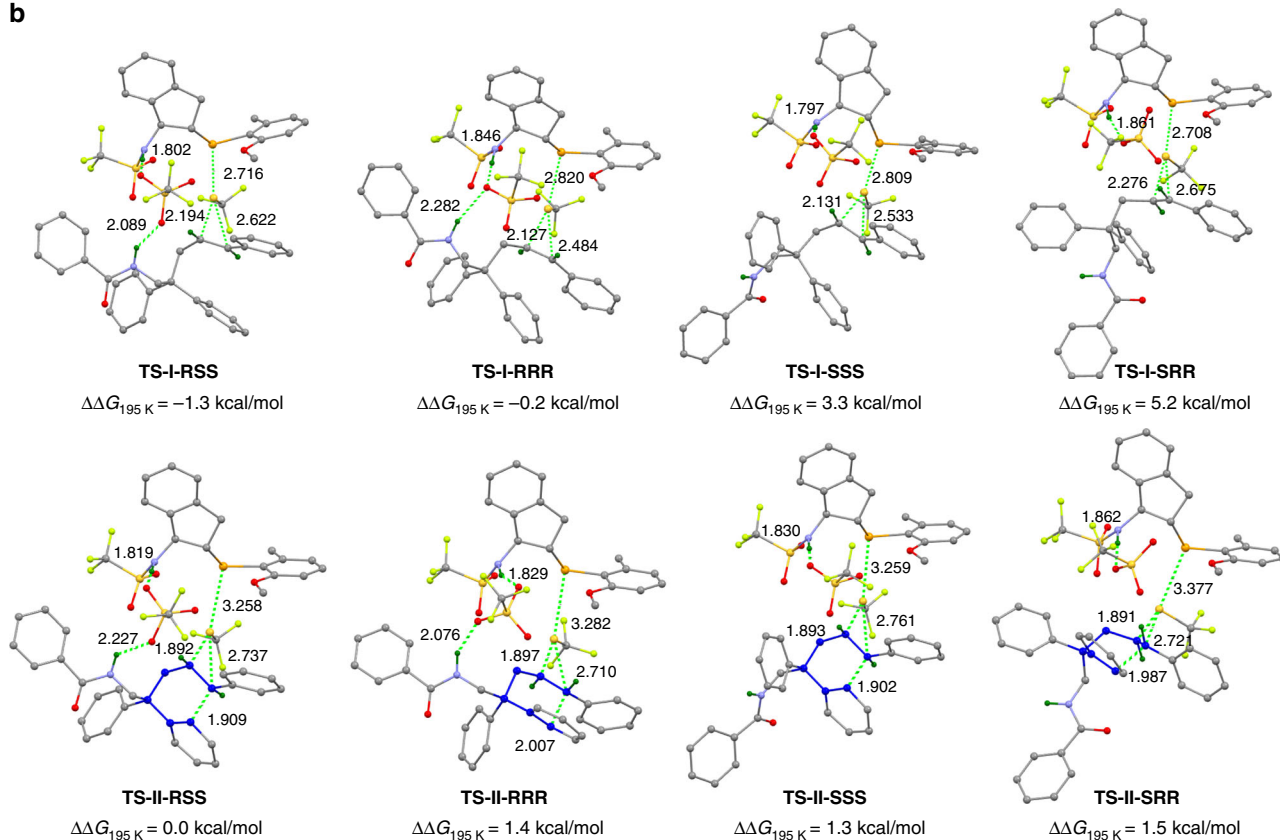 b
1.802
2.716
2.089
2.194
2.622
TS-I-RSS
ΔΔG195 K = –1.3 kcal/mol
1.846
2.820
2.282
2.127
2.484
TS-I-RRR
ΔΔG195 K = –0.2 kcal/mol
1.797
2.809
2.131
2.533
TS-I-SSS
ΔΔG195 K = 3.3 kcal/mol
1.861
2.708
2.276
2.675
TS-I-SRR
ΔΔG195 K = 5.2 kcal/mol
1.819
3.258
2.227
1.892
2.737
1.909
TS-II-RSS
ΔΔG195 K = 0.0 kcal/mol
1.829
3.282
2.076
1.897
2.710
2.007
TS-II-RRR
ΔΔG195 K = 1.4 kcal/mol
1.830
3.259
1.893
2.761
1.902
TS-II-SSS
ΔΔG195 K = 1.3 kcal/mol
1.862
3.377
1.891
2.721
1.987
TS-II-SRR
ΔΔG195 K = 1.5 kcal/mol